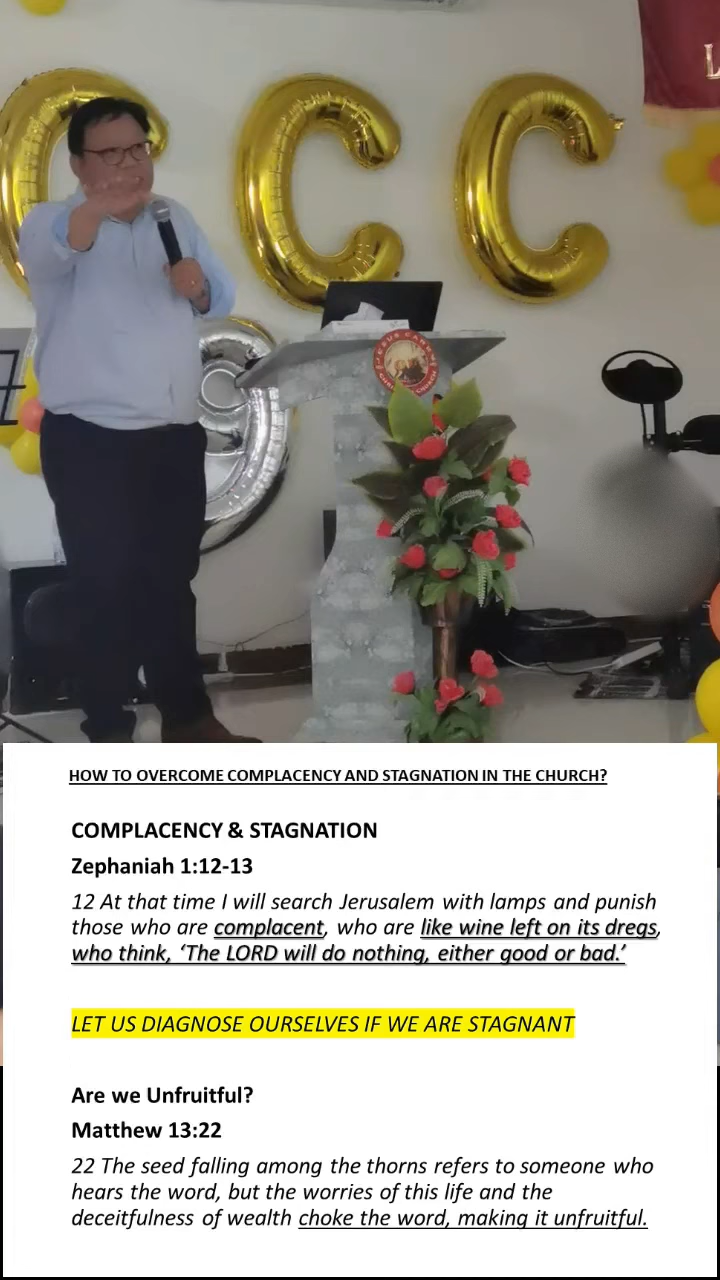 C C C
L
9
JESUS CARES
HOW TO OVERCOME COMPLACENCY AND STAGNATION IN THE CHURCH?
COMPLACENCY & STAGNATION
Zephaniah 1:12-13
12 At that time I will search Jerusalem with lamps and punish
those who are complacent, who are like wine left on its dregs,
who think, ‘The LORD will do nothing, either good or bad.’
LET US DIAGNOSE OURSELVES IF WE ARE STAGNANT
Are we Unfruitful?
Matthew 13:22
22 The seed falling among the thorns refers to someone who
hears the word, but the worries of this life and the
deceitfulness of wealth choke the word, making it unfruitful.